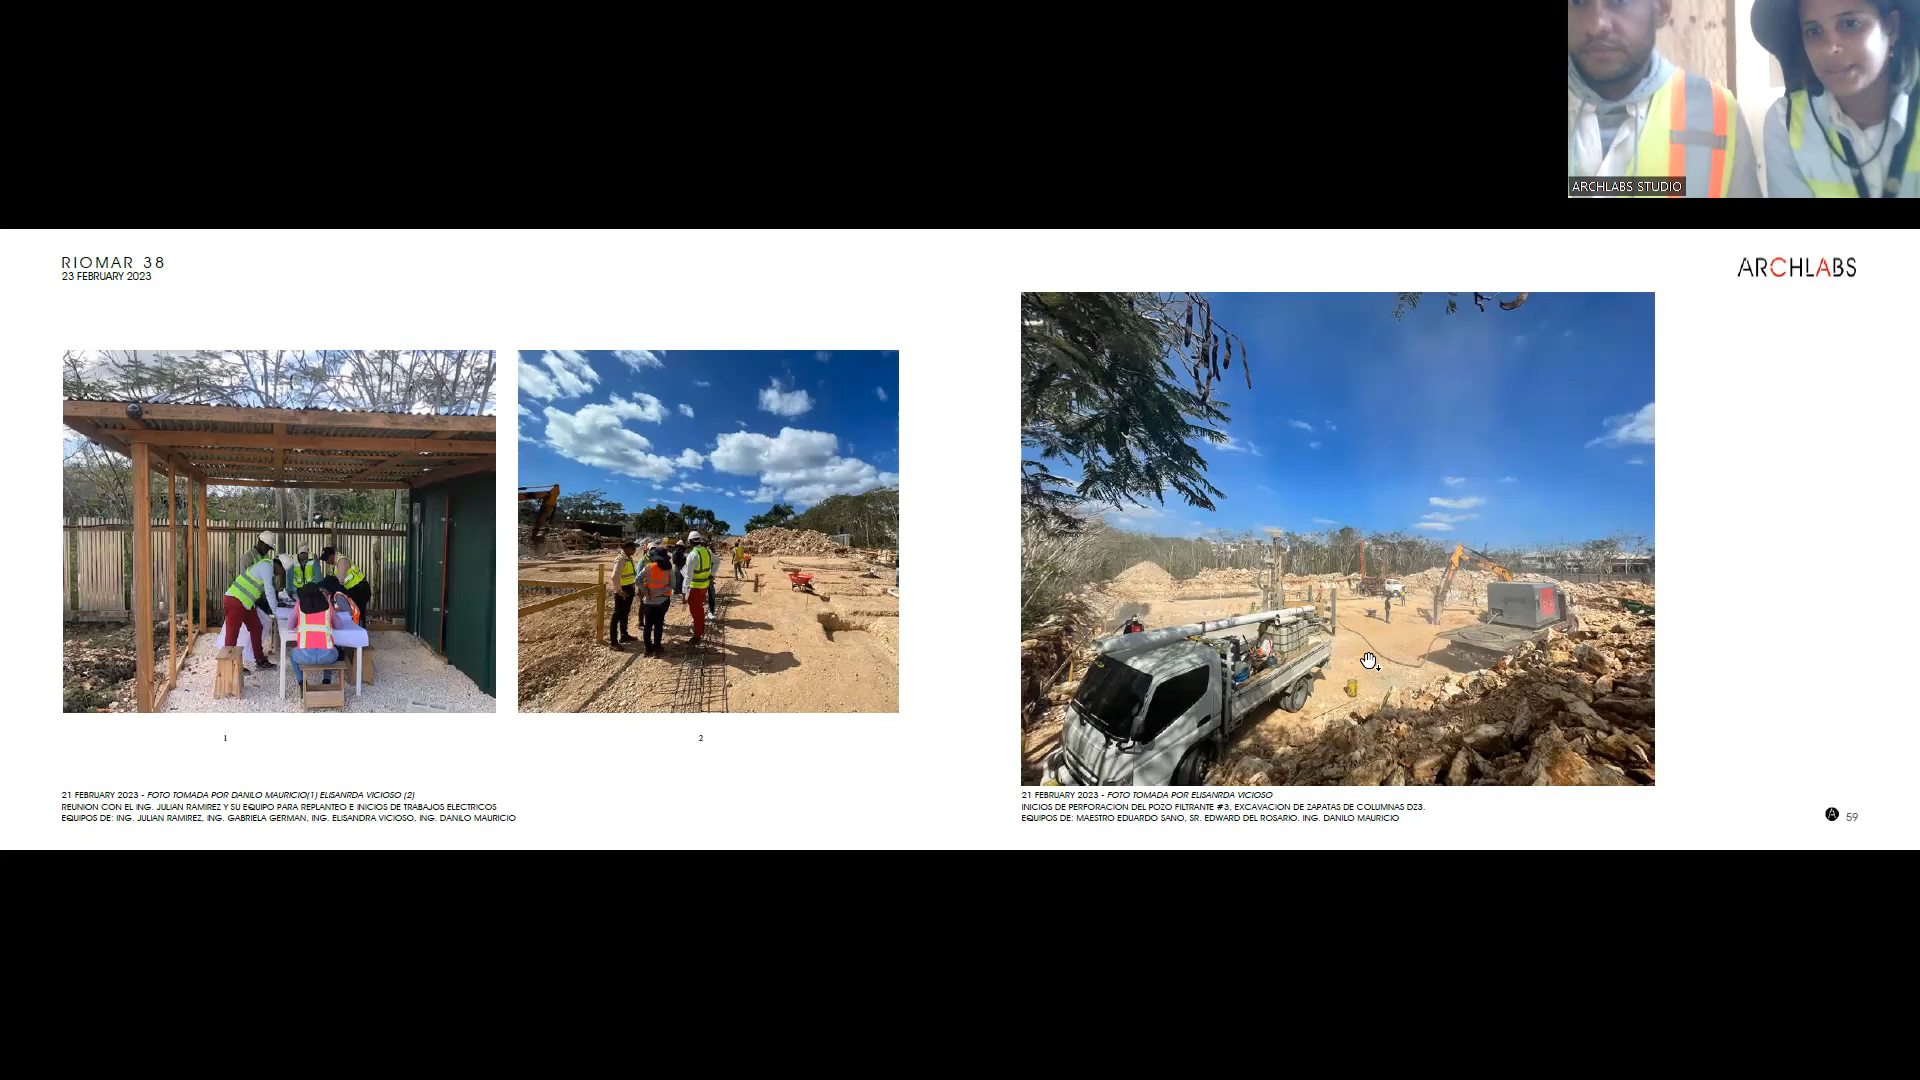 ARCHLABS STUDIO
RIOMAR 38
23 FEBRUARY 2023
ARCHLABS
1
2
21 FEBRUARY 2023 - FOTO TOMADA POR DANILO MAURICIO(1) ELISANRDA VICIOSO (2)
REUNION CON EL ING. JULIAN RAMIREZ Y SU EQUIPO PARA REPLANTEO E INICIOS DE TRABAJOS ELECTRICOS
EQUIPOS DE: ING. JULIAN RAMIREZ, ING. GABRIELA GERMAN, ING. ELISANDRA VICIOSO, ING. DANILO MAURICIO
21 FEBRUARY 2023 - FOTO TOMADA POR ELISANRDA VICIOSO
INICIOS DE PERFORACION DEL POZO FILTRANTE #3, EXCAVACION DE ZAPATAS DE COLUMNAS DZ3.
EQUIPOS DE: MAESTRO EDUARDO SANO, SR. EDWARD DEL ROSARIO. ING. DANILO MAURICIO
A 59